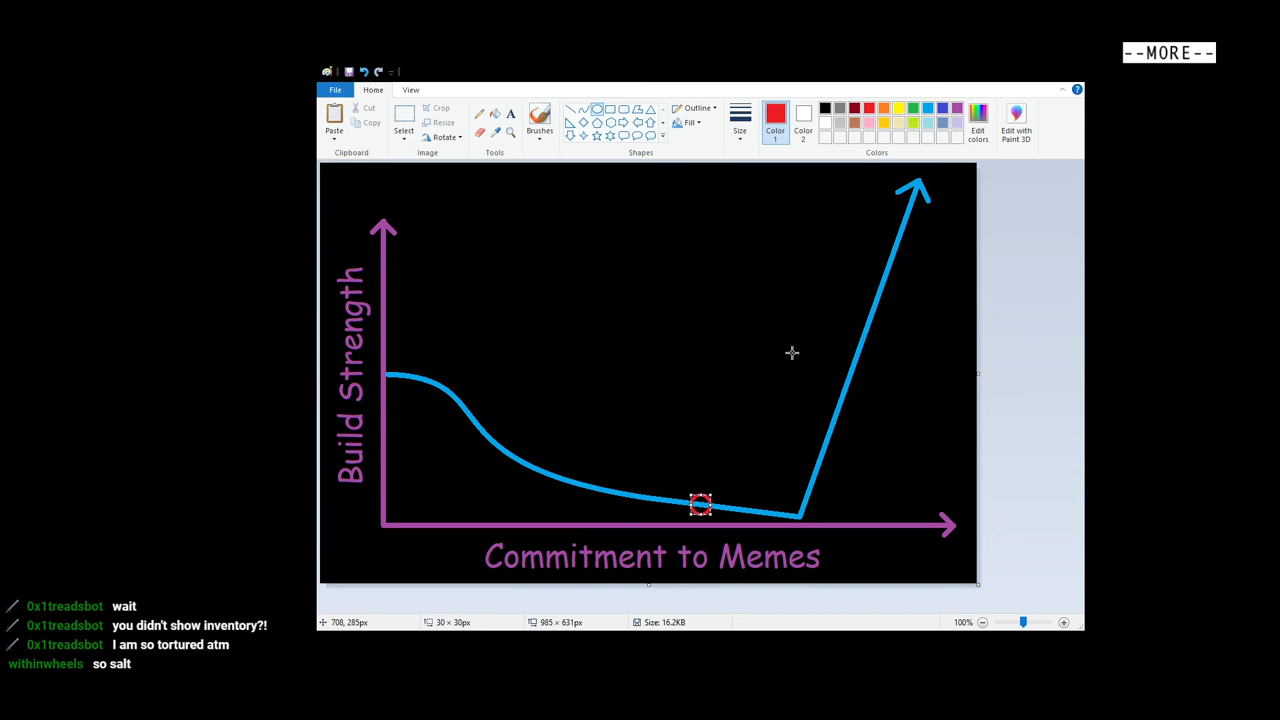 --MORE--
File Home View
Paste
Cut
Copy
Clipboard
Select
Crop
Resize
Rotate
Image
A
Tools
Brushes
Shapes
Outline
Fill
Size
Color 1
Color 2
Edit colors
Colors
Edit with Paint 3D
Build Strength
Commitment to Memes
0x1treadsbot wait
0x1treadsbot you didn't show inventory?!
0x1treadsbot I am so tortured atm
withinwheels so salt
708, 285px 30 × 30px 985 × 631px Size: 16.2KB 100%